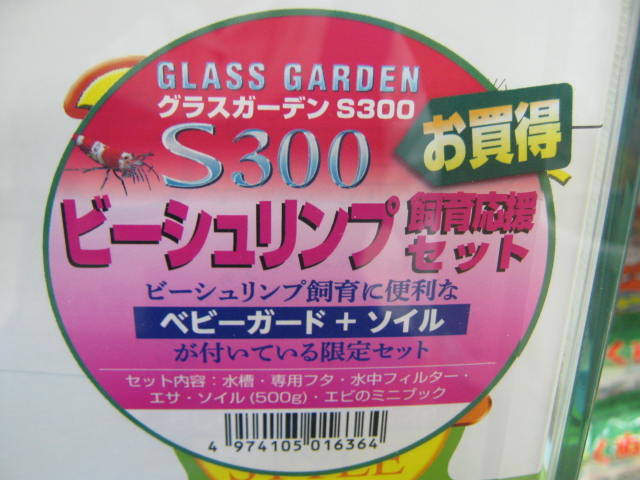 GLASS GARDEN
グラスガーデン S300
S300
お買得
ビーシュリンプ 飼育応援
セット
ビーシュリンプ飼育に便利な
ベビーガード + ソイル
が付いている限定セット
セット内容:水槽・専用フタ・水中フィルター・
エサ・ソイル(500g)・エビのミニブック
4 974105 016364